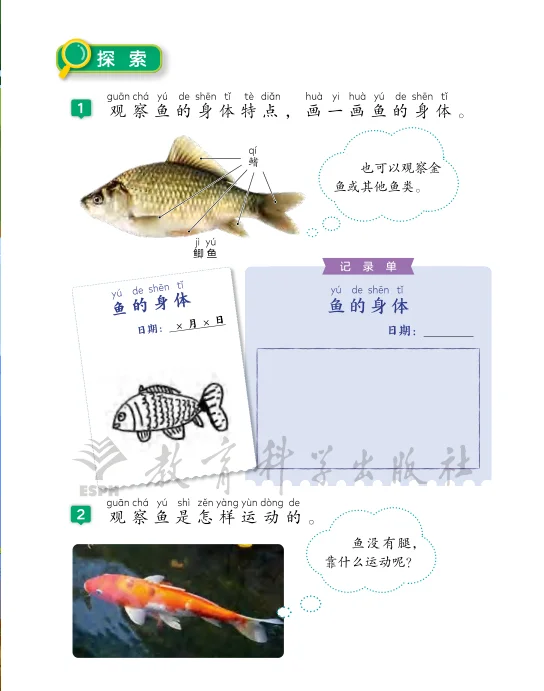 探索
guān chá yú de shēn tǐ tè diǎn huà yi huà yú de shēn tǐ
1 观察鱼的身体特点，画一画鱼的身体。
qí
鳍
也可以观察金
鱼或其他鱼类。
jì yú
鲫鱼
yú de shēn tǐ
鱼的身体
日期：×月×日
记录单
yú de shēn tǐ
鱼的身体
日期：
ESPH 教育科学出版社
guān chá yú shì zěn yàng yùn dòng de
2 观察鱼是怎样运动的。
鱼没有腿，
靠什么运动呢？